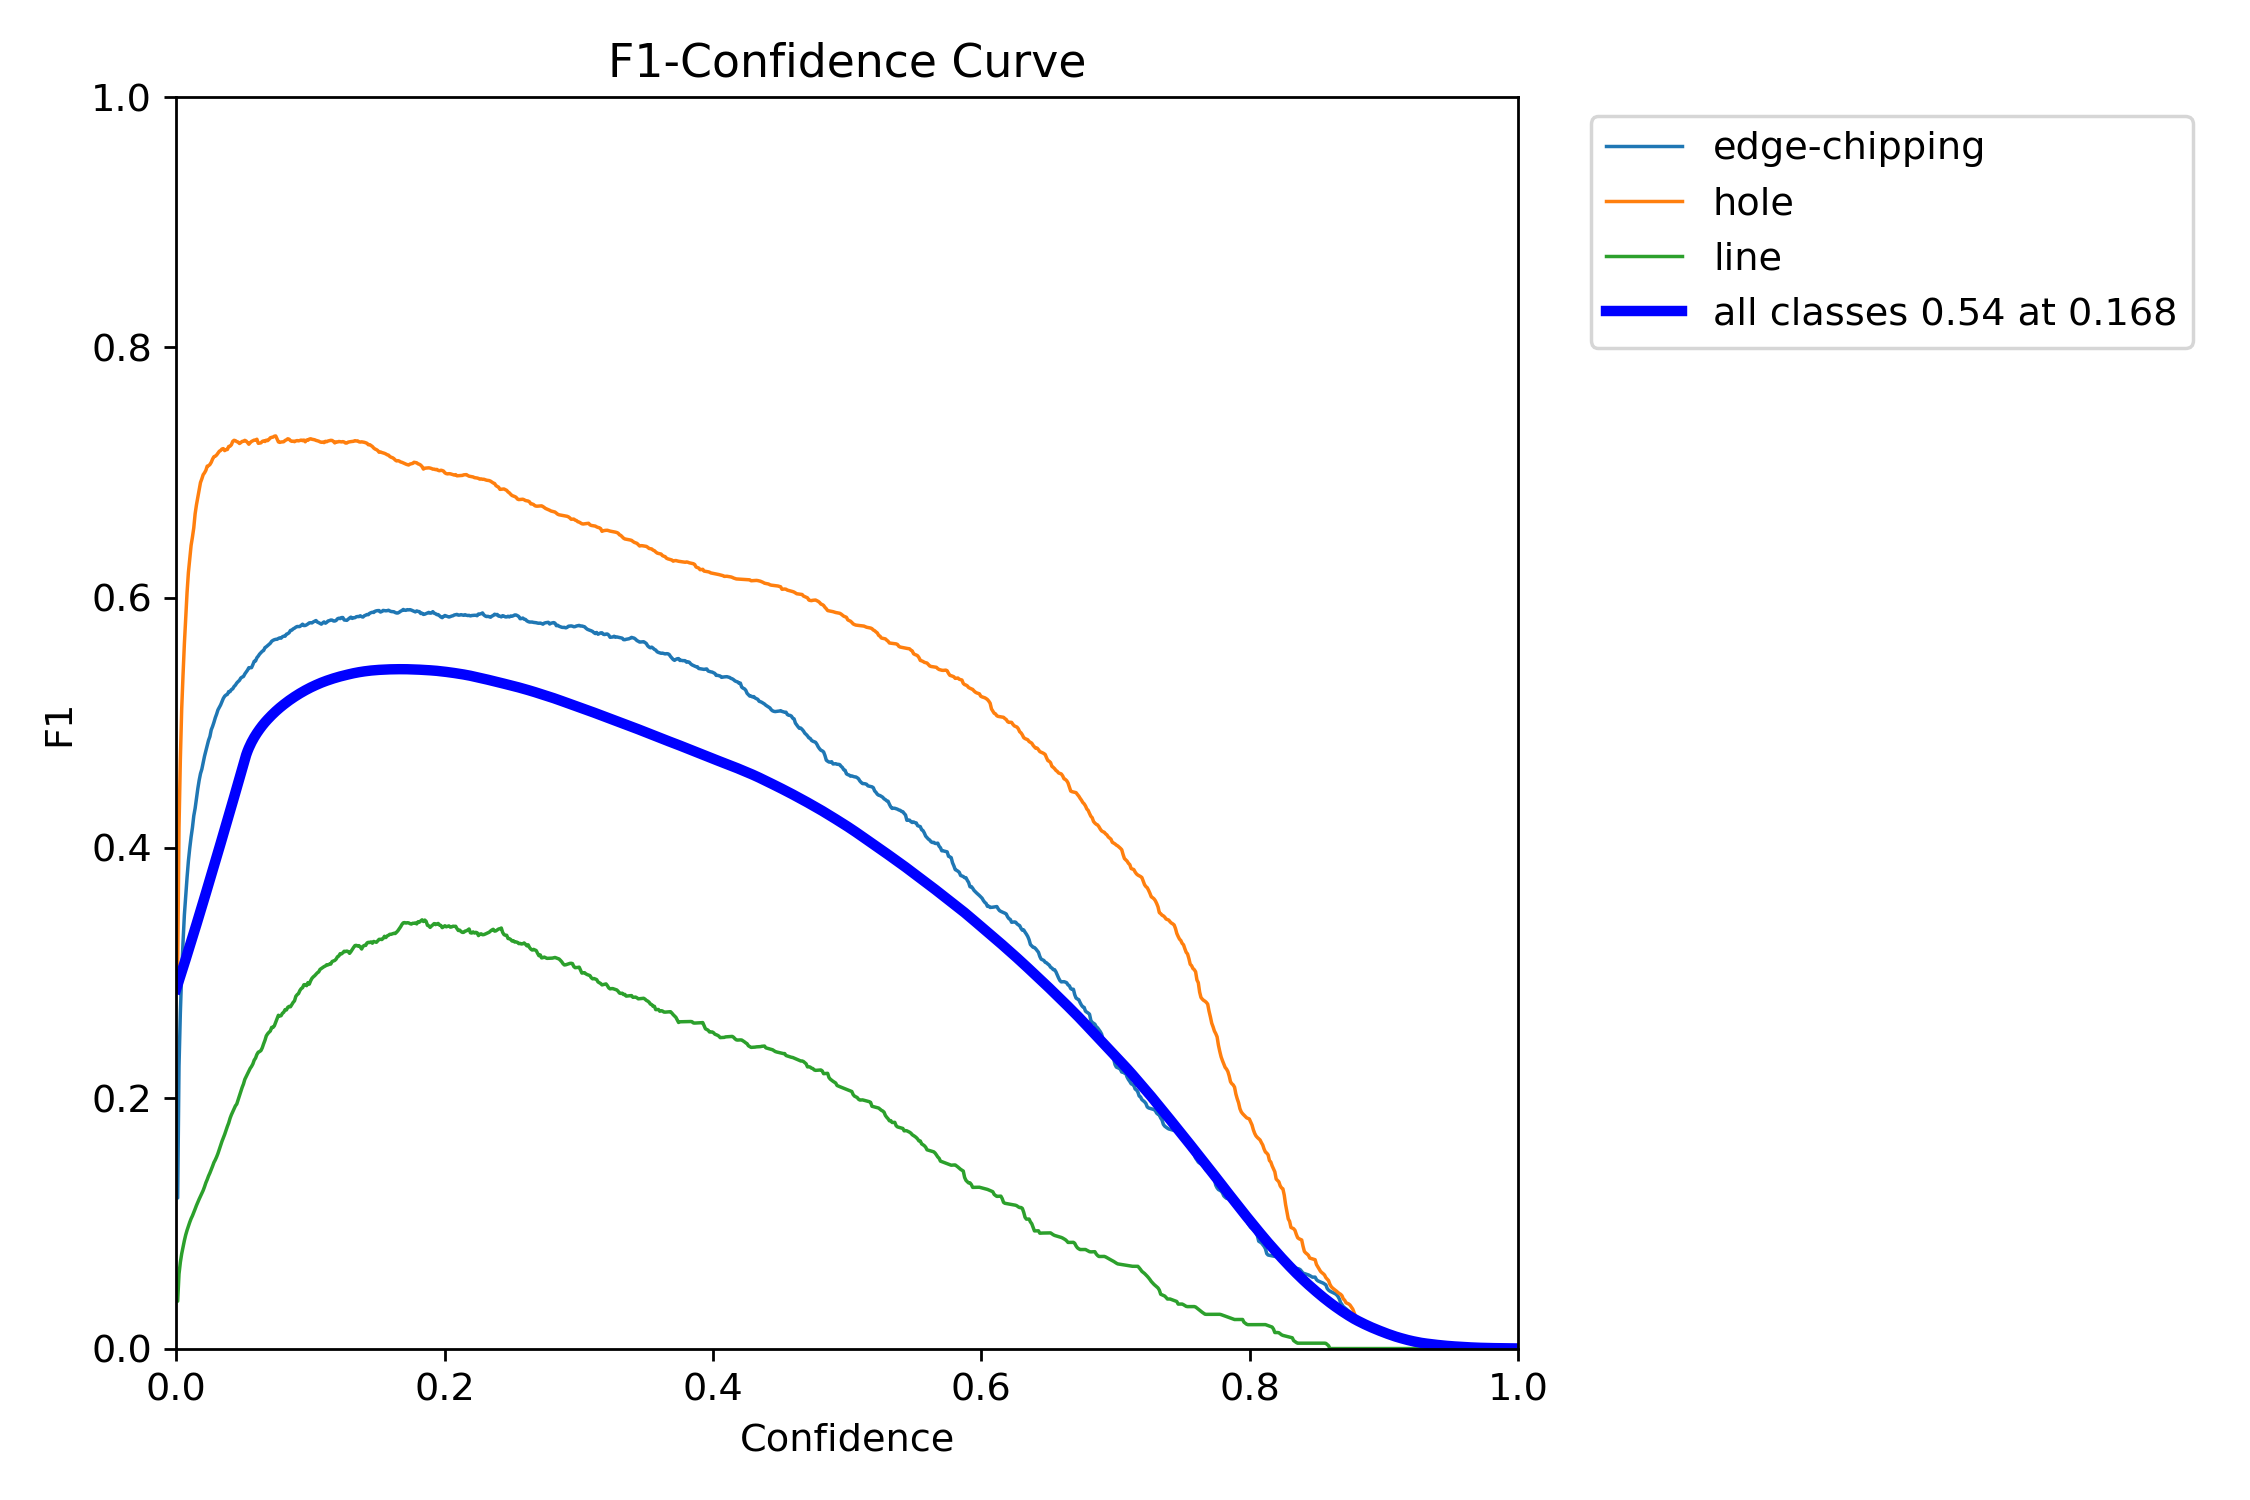 F1-Confidence Curve
1.0
0.8
0.6
0.4
0.2
0.0
F1
0.0 0.2 0.4 0.6 0.8 1.0
Confidence
edge-chipping
hole
line
all classes 0.54 at 0.168